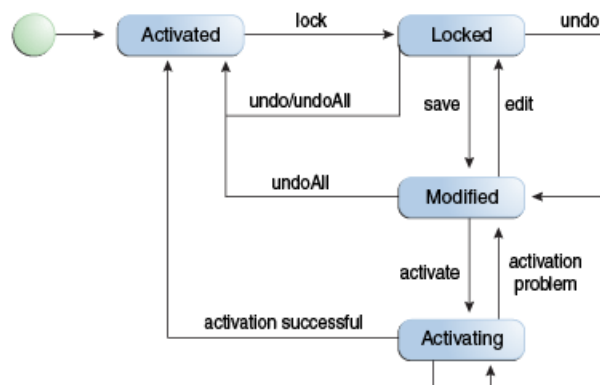 lock
undo
Activated
Locked
undo/undoAll
save
edit
undoAll
Modified
activate
activation
problem
activation successful
Activating